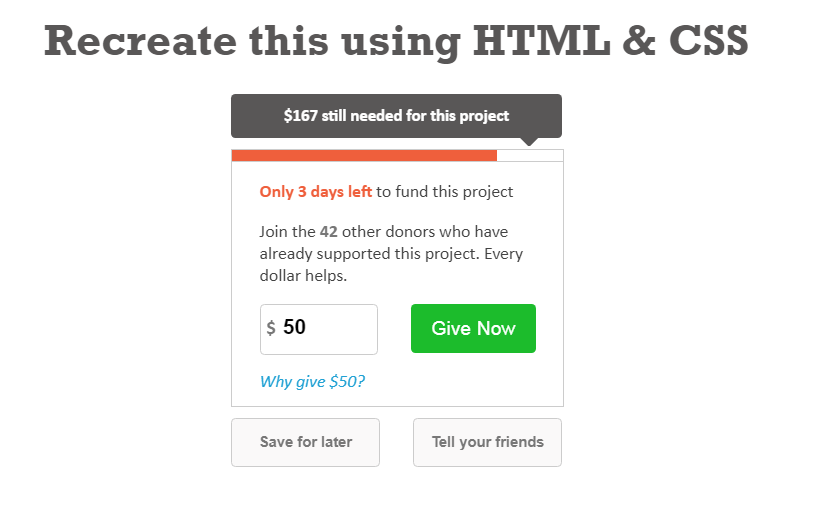 Recreate this using HTML & CSS
$167 still needed for this project
Only 3 days left to fund this project
Join the 42 other donors who have
already supported this project. Every
dollar helps.
$ 50
Give Now
Why give $50?
Save for later
Tell your friends